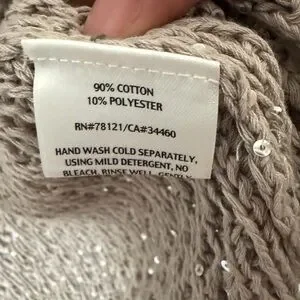 90% COTTON
10% POLYESTER
RN#78121/CA#34460
HAND WASH COLD SEPARATELY,
USING MILD DETERGENT, NO
BLEACH, RINSE WELL, GENTLY